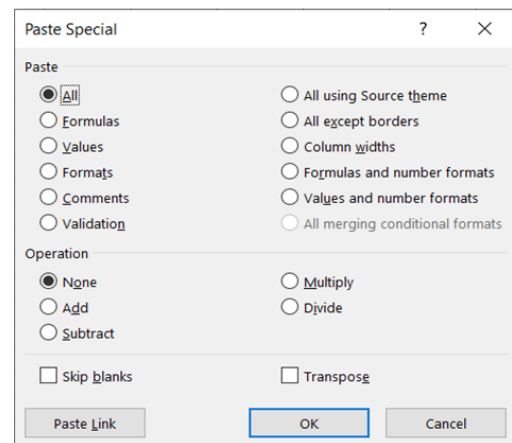 Paste Special ?
Paste
All All using Source theme
Formulas All except borders
Values Column widths
Formats Formulas and number formats
Comments Values and number formats
Validation All merging conditional formats
Operation
None Multiply
Add Divide
Subtract
Skip blanks Transpose
Paste Link OK Cancel